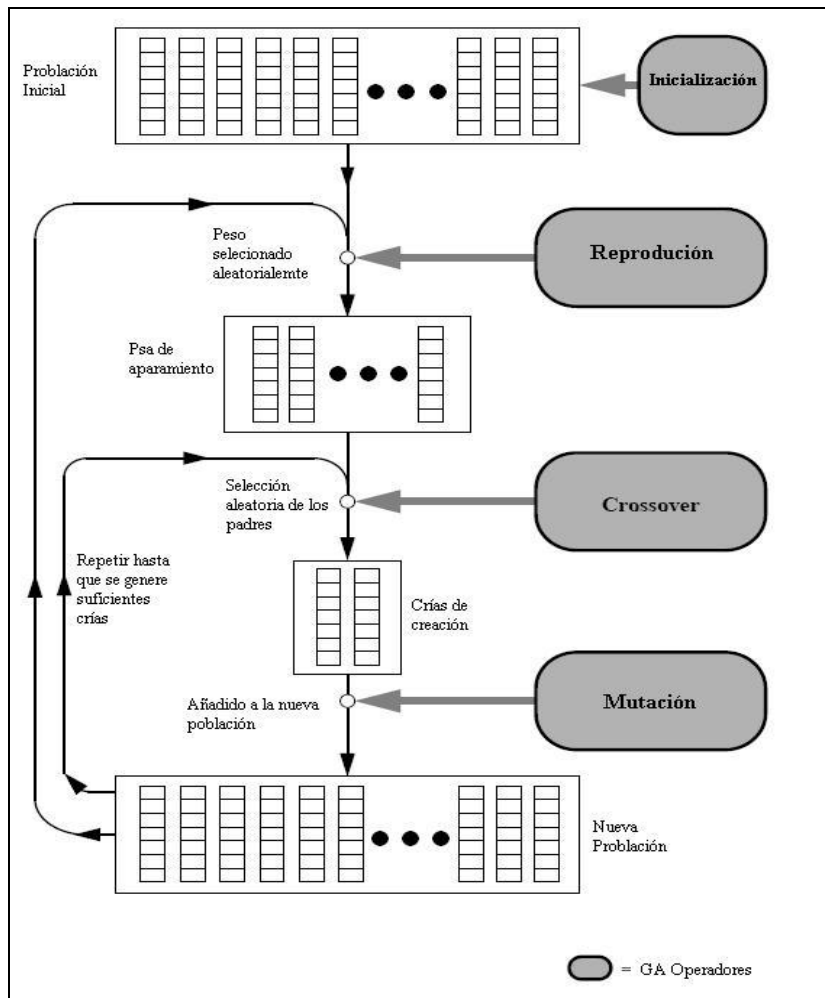 Problación
Inicial
Inicialización
Peso
selecionado
aleatorialemte
Reprodución
Psa de
aparamiento
Selección
aleatoria de los
padres
Crossover
Repetir hasta
que se genere
suficientes
crías
Crías de
creación
Añadido a la nueva
población
Mutación
Nueva
Problación
= GA Operadores